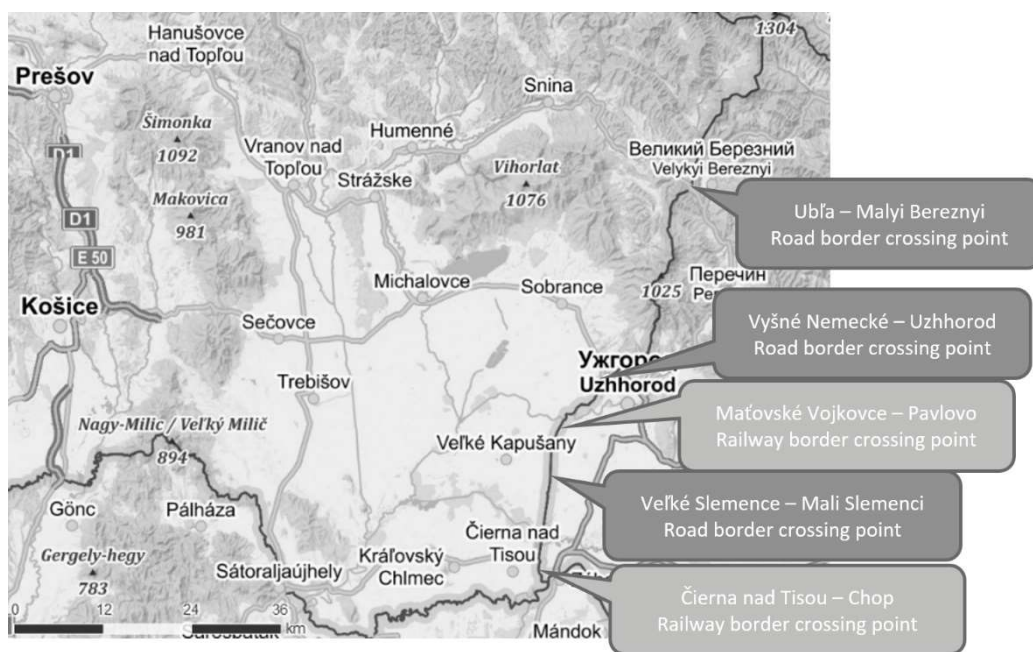 1304
Hanušovce
nad Topľou
Prešov
Snina
Šimonka
1092
Humenné
Великий Березний
Velykyi Bereznyi
D1
Vranov nad
Topľou
Vihorlat
1076
Strážske
Makovica
981
Ubľa – Malyi Bereznyi
Road border crossing point
D1
E 50
Перечин
Michalovce
Sobrance
1025
Košice
Sečovce
Vyšné Nemecké – Uzhhorod
Road border crossing point
Uzhhorod
Trebišov
Maťovské Vojkovce – Pavlovo
Railway border crossing point
Nagy-Milic / Veľký Milič
894
Veľké Kapušany
Veľké Slemence – Mali Slemenci
Road border crossing point
Gönc
Pálháza
Čierna nad
Tisou
Gergely-hegy
783
Sátoraljaújhely
Kráľovský
Chlmec
Čierna nad Tisou – Chop
Railway border crossing point
0 12 24 36
km
Mándok